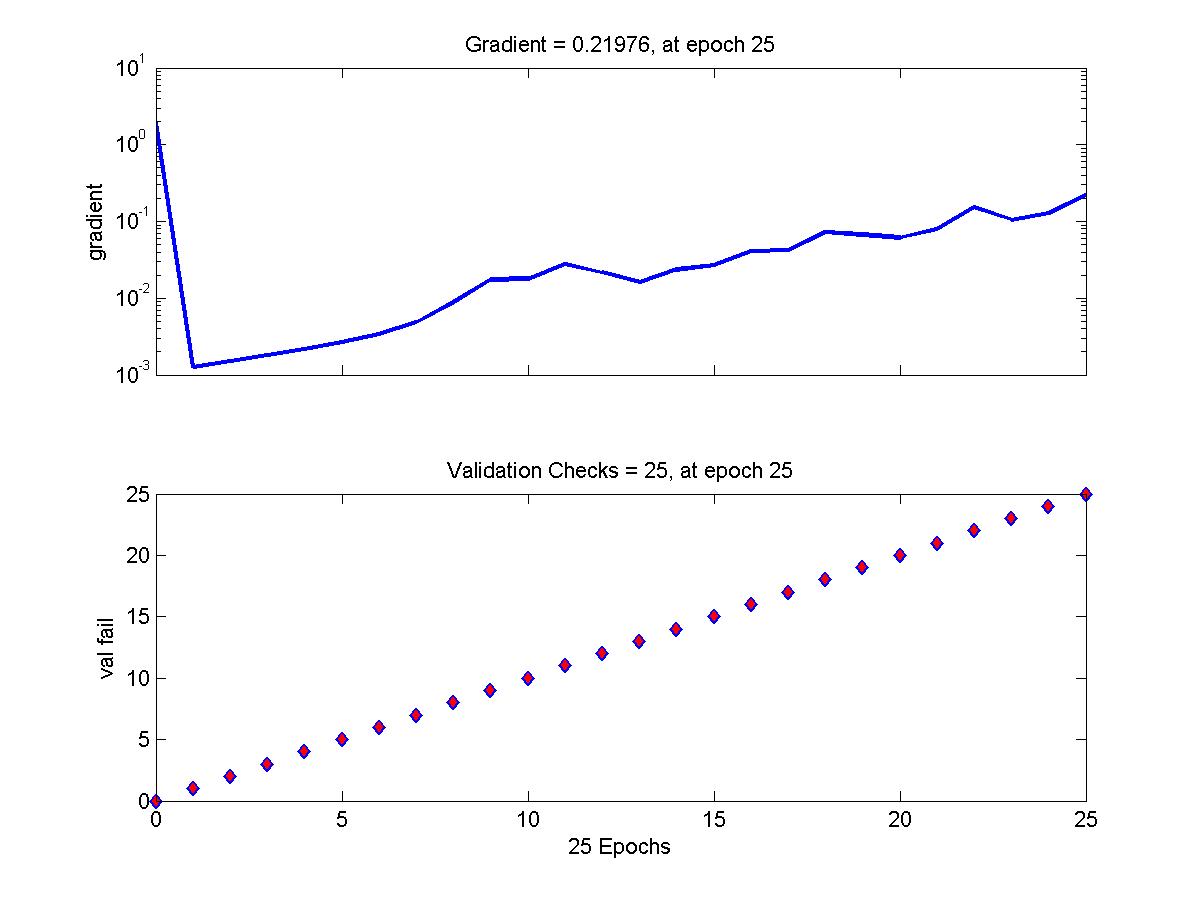 Gradient = 0.21976, at epoch 25
10^1
10^0
10^-1
10^-2
10^-3
gradient
Validation Checks = 25, at epoch 25
25
20
15
10
5
0
val fail
0 5 10 15 20 25
25 Epochs